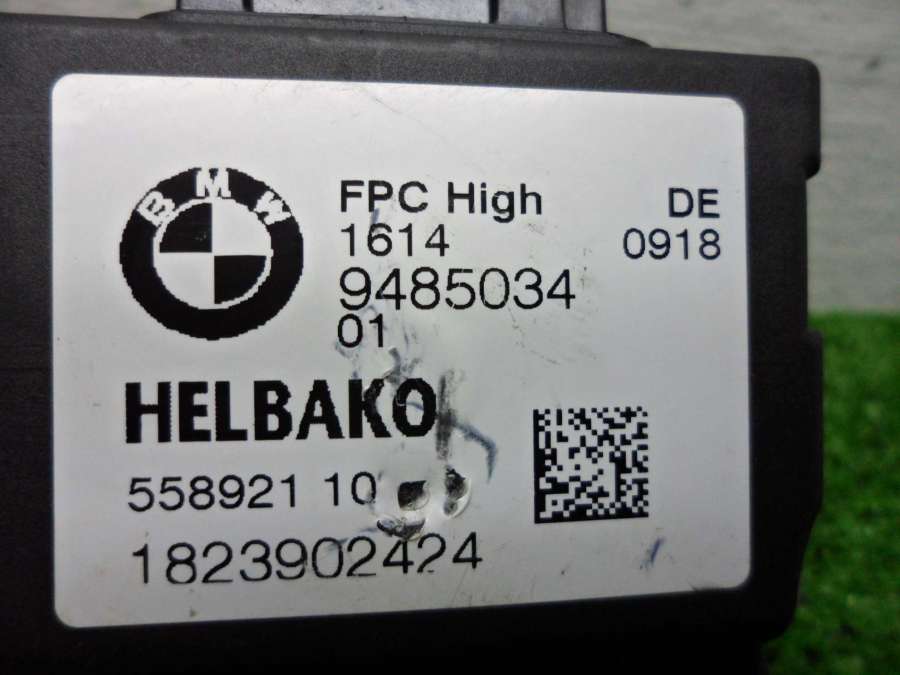 BMW
FPC High DE
1614 0918
9485034
01
HELBAKO
558921 10
1823902424